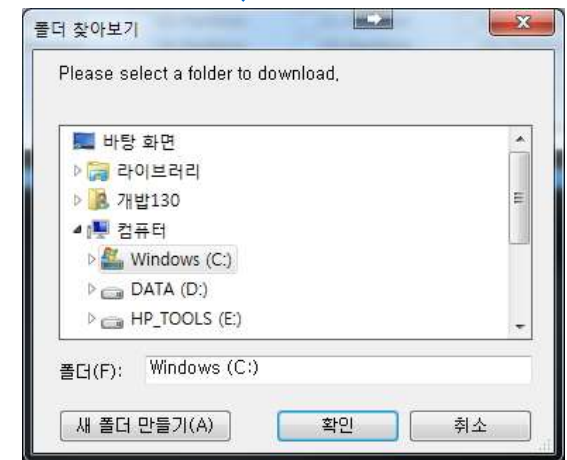 폴더 찾아보기
Please select a folder to download,
바탕 화면
라이브러리
개발130
컴퓨터
Windows (C:)
DATA (D:)
HP_TOOLS (E:)
폴더(F): Windows (C:)
새 폴더 만들기(A) 확인 취소